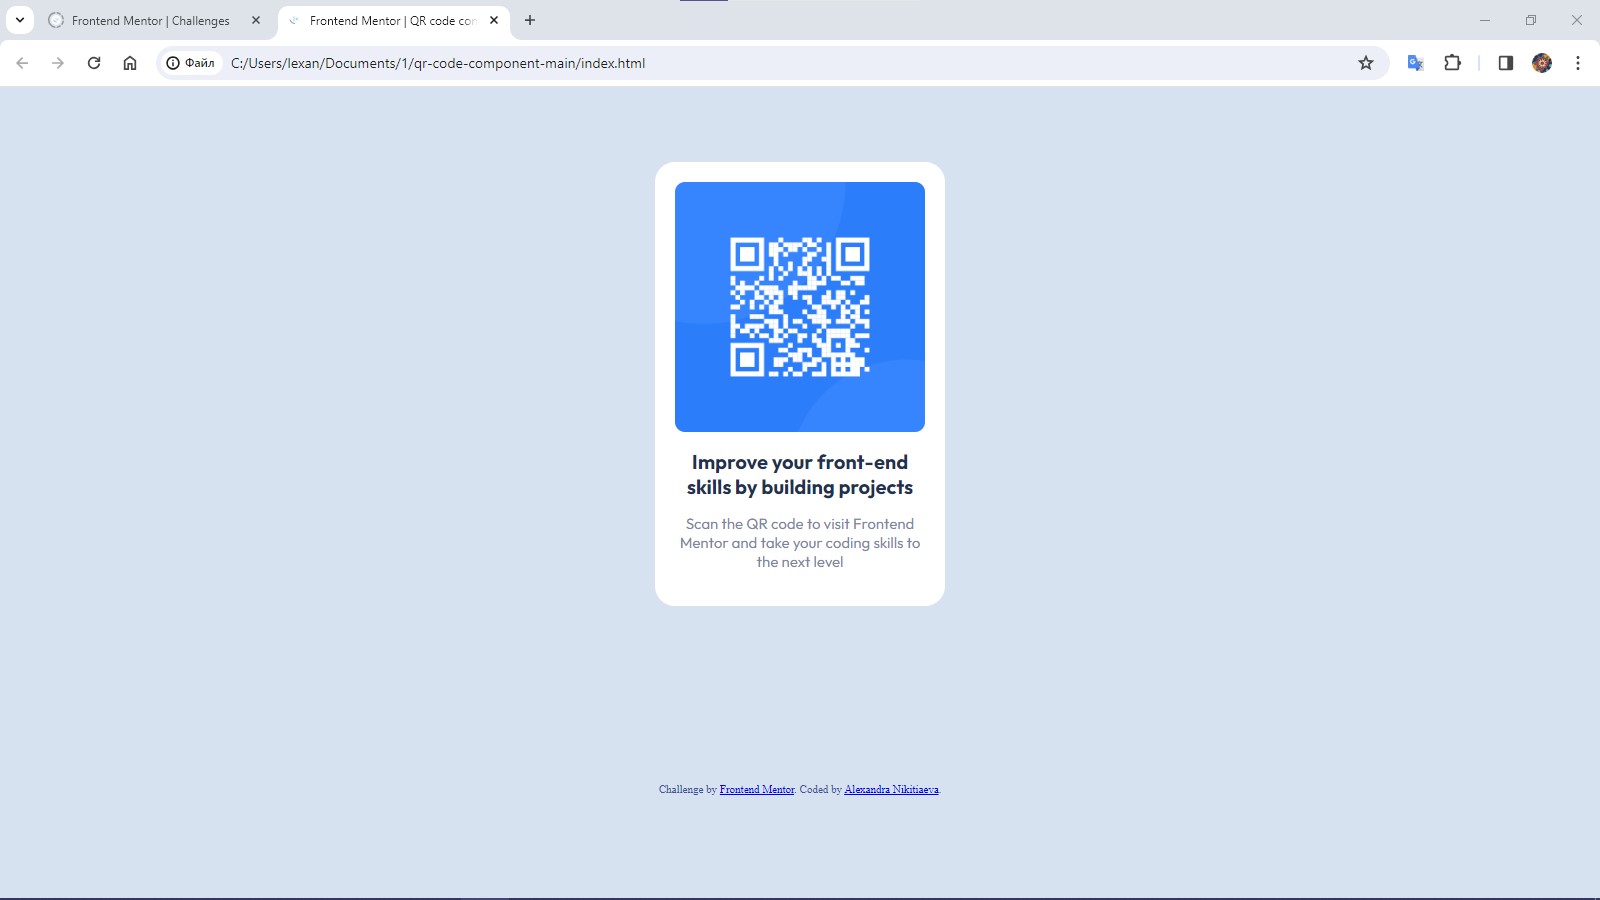 Frontend Mentor | Challenges
Frontend Mentor | QR code con
Файл
C:/Users/lexan/Documents/1/qr-code-component-main/index.html
Improve your front-end
skills by building projects
Scan the QR code to visit Frontend
Mentor and take your coding skills to
the next level
Challenge by Frontend Mentor. Coded by Alexandra Nikitiaeva.